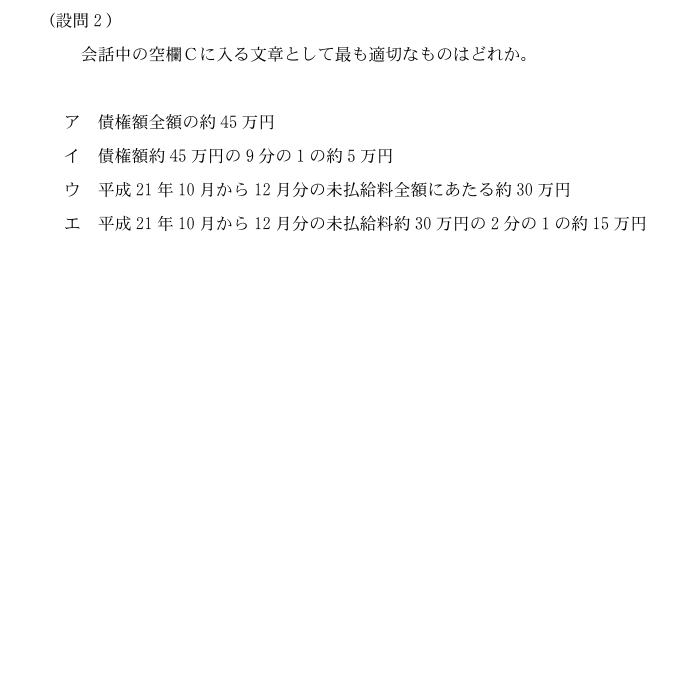 （設問２）
会話中の空欄Ｃに入る文章として最も適切なものはどれか。
ア　債権額全額の約 45 万円
イ　債権額約 45 万円の 9 分の 1 の約 5 万円
ウ　平成 21 年 10 月から 12 月分の未払給料全額にあたる約 30 万円
エ　平成 21 年 10 月から 12 月分の未払給料約 30 万円の 2 分の 1 の約 15 万円